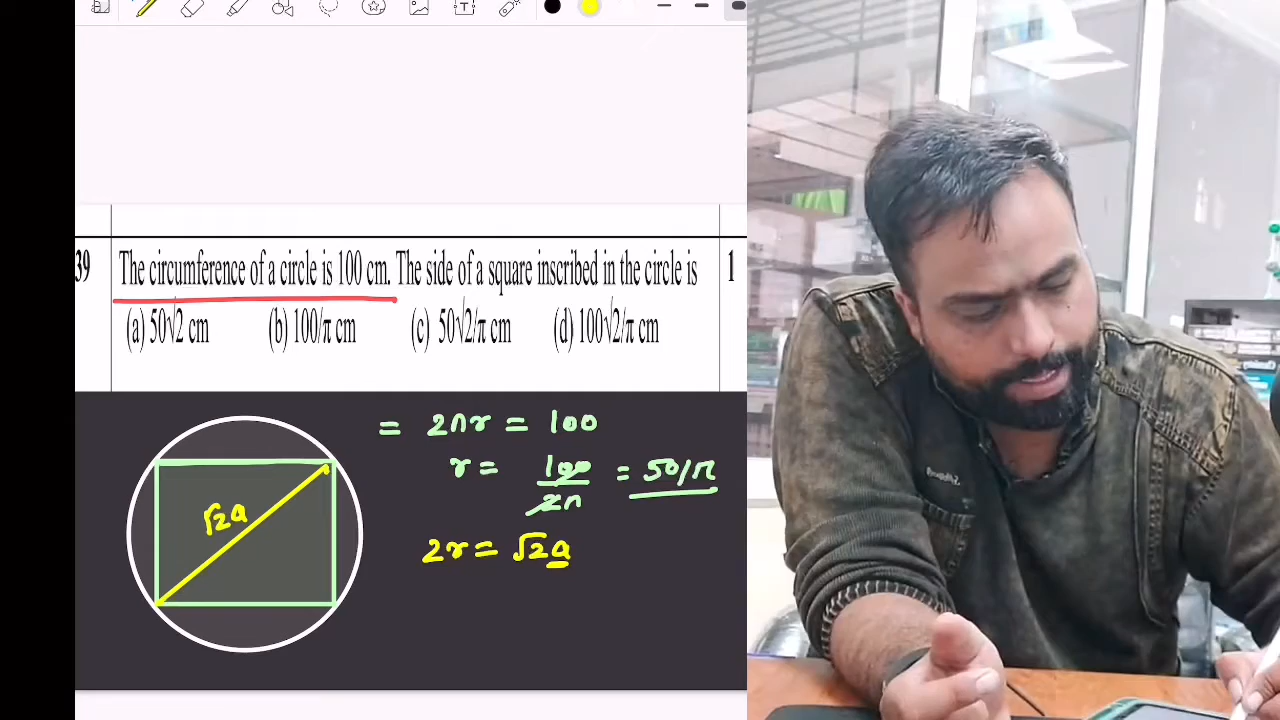 39 The circumference of a circle is 100 cm. The side of a square inscribed in the circle is 1
(a) 50√2 cm (b) 100/π cm (c) 50√2/π cm (d) 100√2/π cm
= 2πr = 100
r = 100/2π = 50/π
√2a
2r = √2a